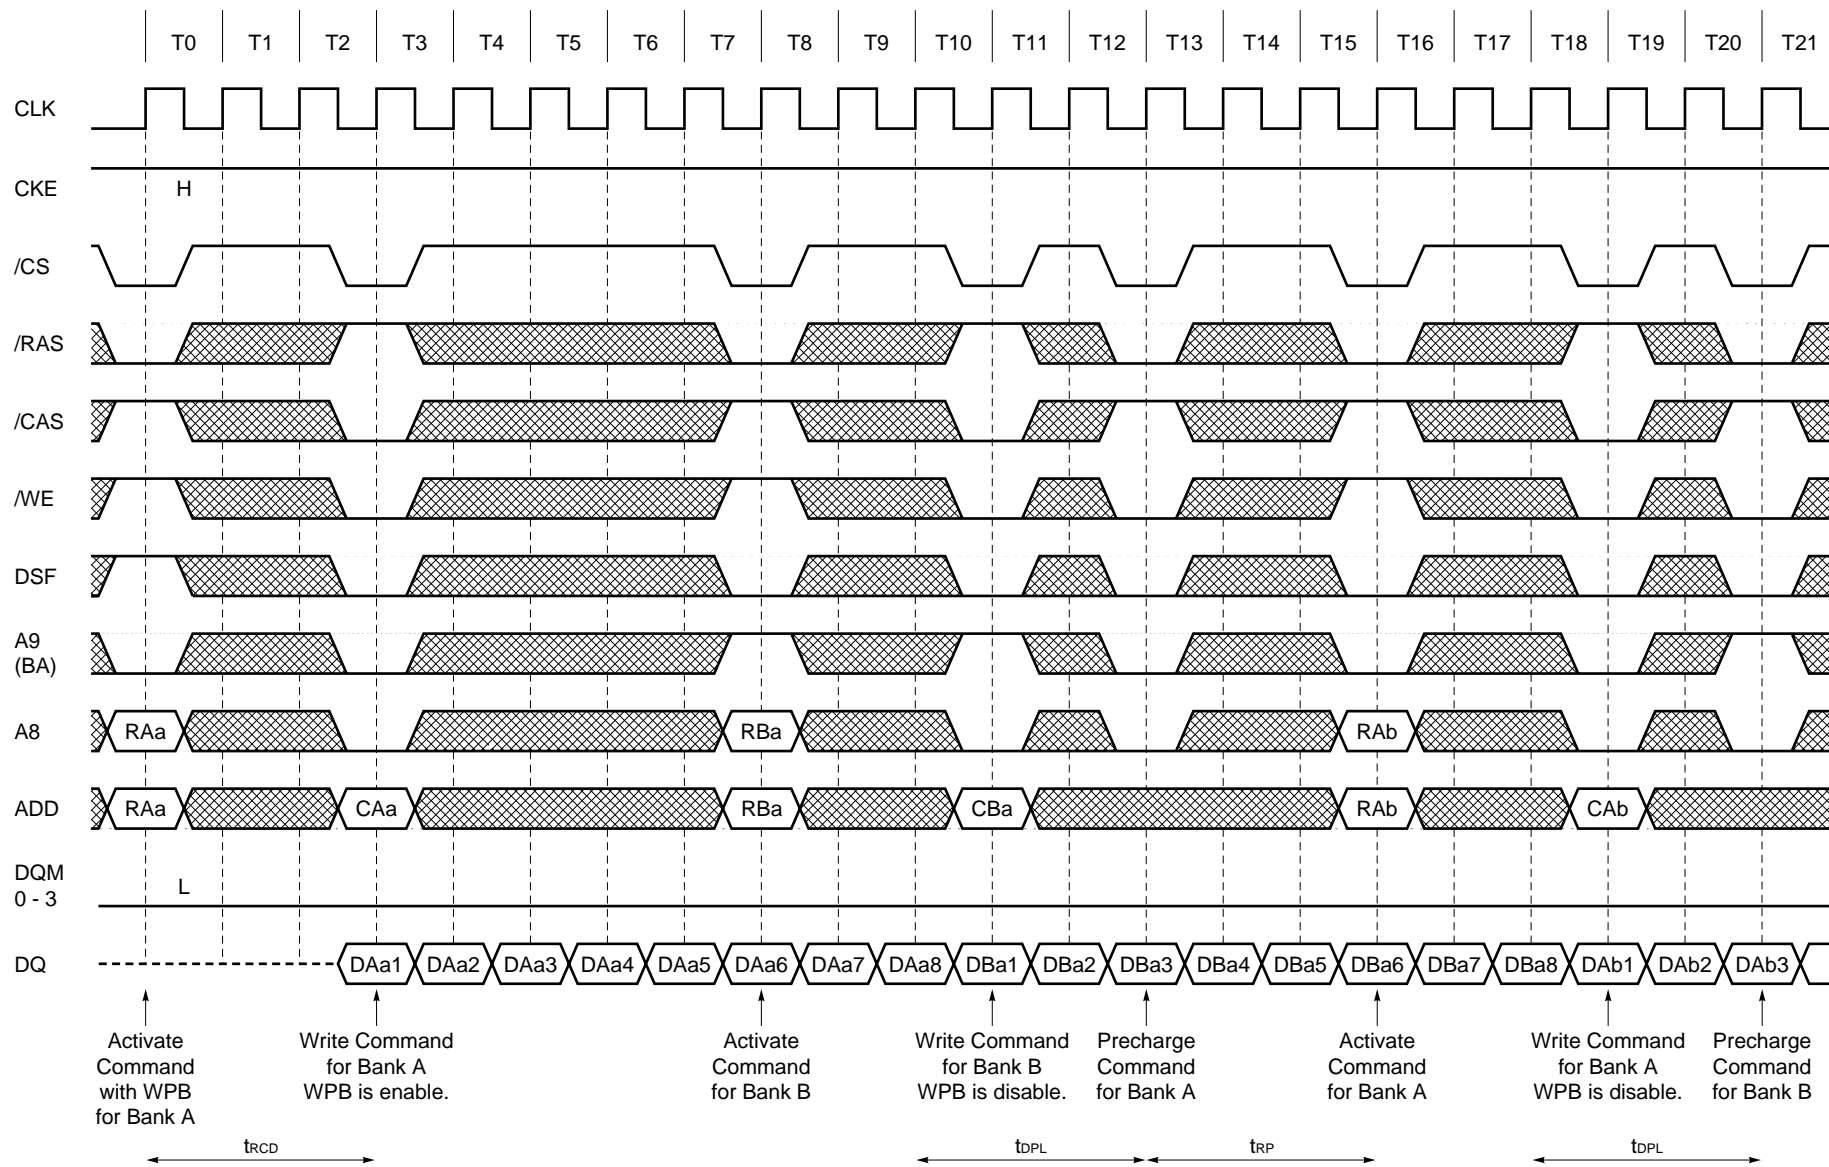 T0 T1 T2 T3 T4 T5 T6 T7 T8 T9 T10 T11 T12 T13 T14 T15 T16 T17 T18 T19 T20 T21
CLK
CKE H
/CS
/RAS
/CAS
/WE
DSF
A9
(BA)
A8 RAa RBa RAb
ADD RAa CAa RBa CBa RAb CAb
DQM
0 - 3
L
DQ DAa1 DAa2 DAa3 DAa4 DAa5 DAa6 DAa7 DAa8 DBa1 DBa2 DBa3 DBa4 DBa5 DBa6 DBa7 DBa8 DAb1 DAb2 DAb3
Activate
Command
with WPB
for Bank A
Write Command
for Bank A
WPB is enable.
Activate
Command
for Bank B
Write Command
for Bank B
WPB is disable.
Precharge
Command
for Bank A
Activate
Command
for Bank A
Write Command
for Bank A
WPB is disable.
Precharge
Command
for Bank B
tRCD tDPL tRP tDPL